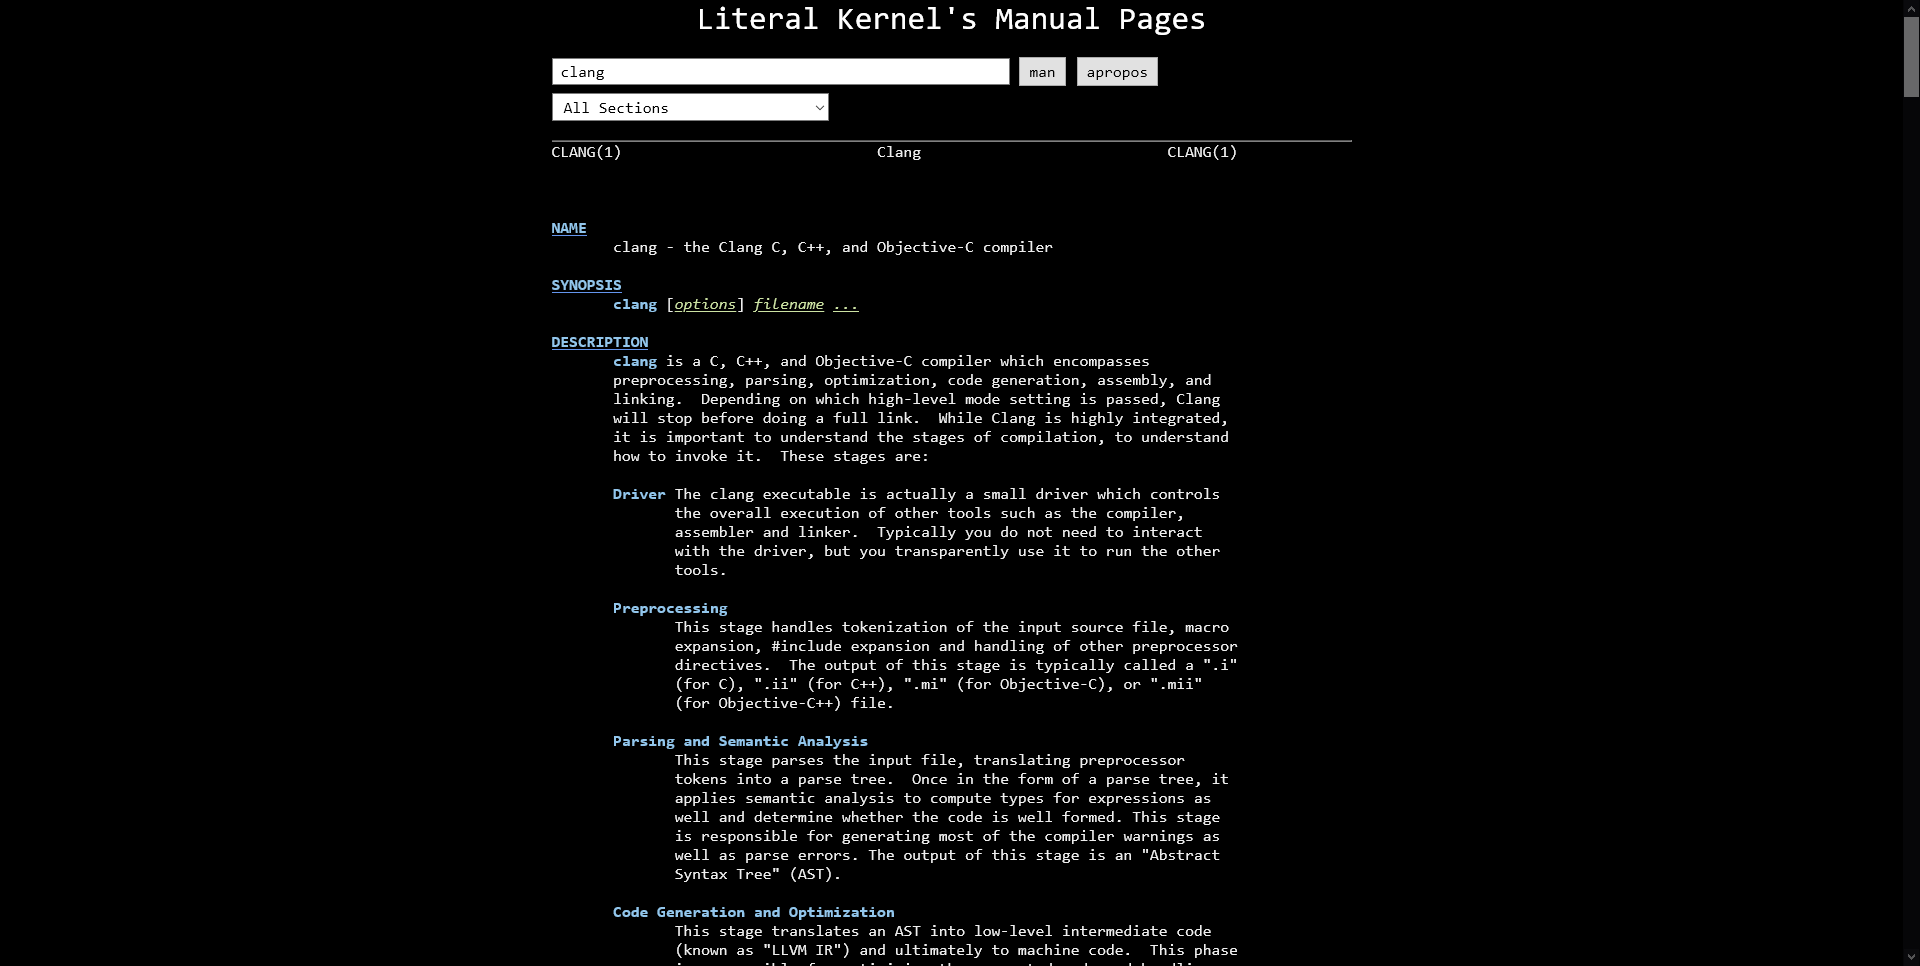 Literal Kernel's Manual Pages
clang man apropos
All Sections
CLANG(1) Clang CLANG(1)
NAME
clang - the Clang C, C++, and Objective-C compiler
SYNOPSIS
clang [options] filename ...
DESCRIPTION
clang is a C, C++, and Objective-C compiler which encompasses
preprocessing, parsing, optimization, code generation, assembly, and
linking.  Depending on which high-level mode setting is passed, Clang
will stop before doing a full link.  While Clang is highly integrated,
it is important to understand the stages of compilation, to understand
how to invoke it.  These stages are:
Driver The clang executable is actually a small driver which controls
the overall execution of other tools such as the compiler,
assembler and linker.  Typically you do not need to interact
with the driver, but you transparently use it to run the other
tools.
Preprocessing
This stage handles tokenization of the input source file, macro
expansion, #include expansion and handling of other preprocessor
directives.  The output of this stage is typically called a ".i"
(for C), ".ii" (for C++), ".mi" (for Objective-C), or ".mii"
(for Objective-C++) file.
Parsing and Semantic Analysis
This stage parses the input file, translating preprocessor
tokens into a parse tree.  Once in the form of a parse tree, it
applies semantic analysis to compute types for expressions as
well and determine whether the code is well formed. This stage
is responsible for generating most of the compiler warnings as
well as parse errors. The output of this stage is an "Abstract
Syntax Tree" (AST).
Code Generation and Optimization
This stage translates an AST into low-level intermediate code
(known as "LLVM IR") and ultimately to machine code.  This phase